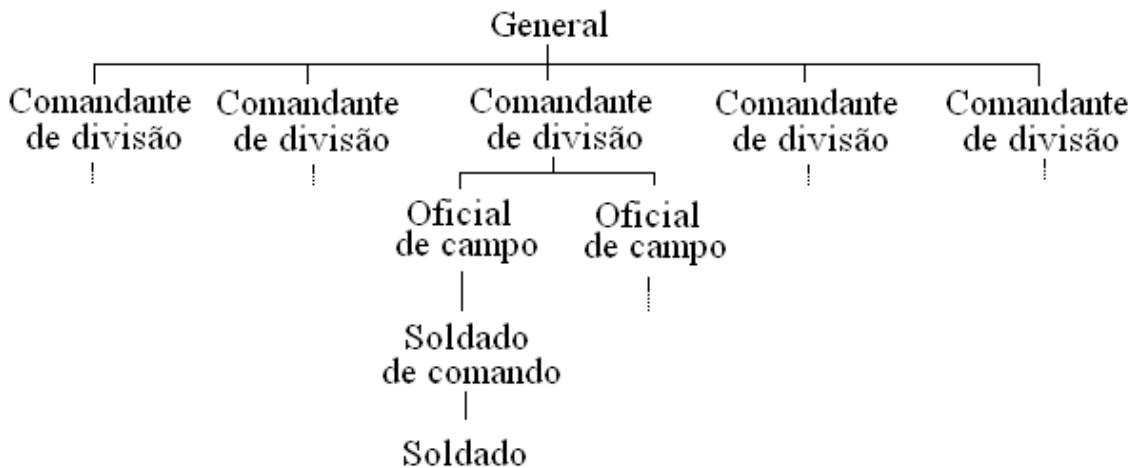 General
Comandante
de divisão
Comandante
de divisão
Comandante
de divisão
Comandante
de divisão
Comandante
de divisão
Oficial
de campo
Oficial
de campo
Soldado
de comando
Soldado